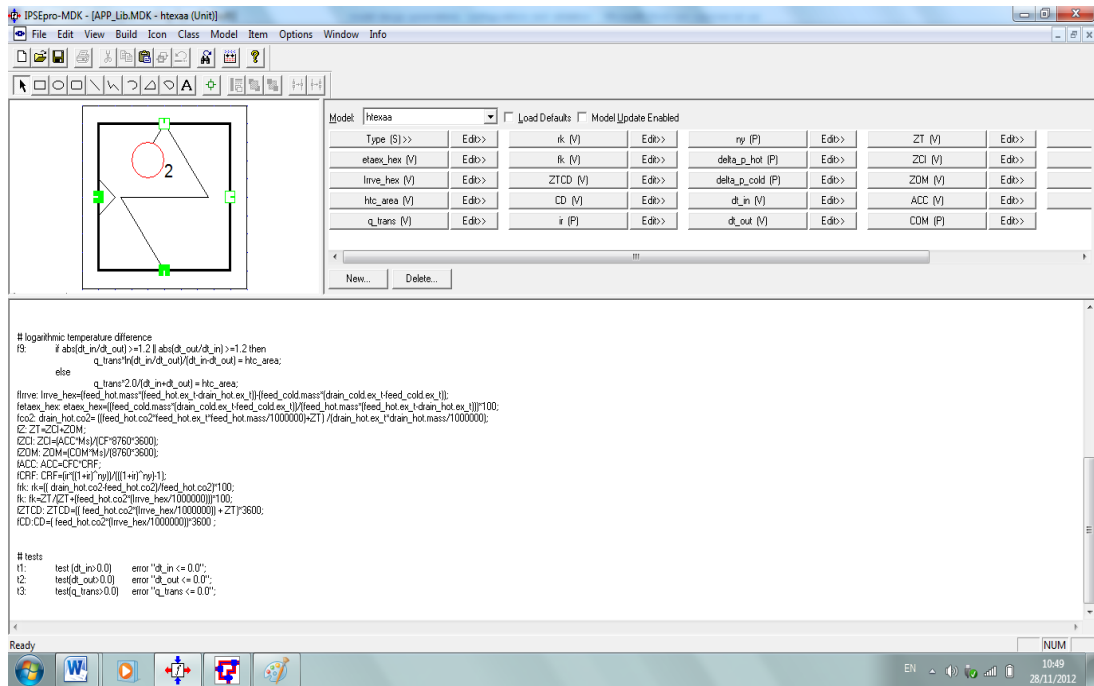 IPSEpro-MDK - [APP_Lib.MDK - htexaa (Unit)]
File Edit View Build Icon Class Model Item Options Window Info
A
2
Model: htexaa Load Defaults Model Update Enabled
Type (S) >> Edit>> rk (V) Edit>> ny (P) Edit>> ZT (V) Edit>>
etaex_hex (V) Edit>> fk (V) Edit>> delta_p_hot (P) Edit>> ZCI (V) Edit>>
Irrve_hex (V) Edit>> ZTCD (V) Edit>> delta_p_cold (P) Edit>> ZOM (V) Edit>>
htc_area (V) Edit>> CD (V) Edit>> dt_in (V) Edit>> ACC (V) Edit>>
q_trans (V) Edit>> ir (P) Edit>> dt_out (V) Edit>> COM (P) Edit>>
New... Delete...
# logarithmic temperature difference
f9: if abs(dt_in/dt_out) >=1.2 || abs(dt_out/dt_in) >=1.2 then
q_trans*ln(dt_in/dt_out)/(dt_in-dt_out) = htc_area;
else
q_trans*2.0/(dt_in+dt_out) = htc_area;
fIrrve: Irrve_hex=(feed_hot.mass*(feed_hot.ex_t-drain_hot.ex_t))-(feed_cold.mass*(drain_cold.ex_t-feed_cold.ex_t));
fetaex_hex: etaex_hex=((feed_cold.mass*(drain_cold.ex_t-feed_cold.ex_t))/(feed_hot.mass*(feed_hot.ex_t-drain_hot.ex_t)))*100;
fco2: drain_hot.co2= ((feed_hot.co2*feed_hot.ex_t*feed_hot.mass/1000000)+ZT) /(drain_hot.ex_t*drain_hot.mass/1000000);
fZ: ZT=ZCI+ZOM;
fZCI: ZCI=(ACC*Ms)/(CF*8760*3600);
fZOM: ZOM=(COM*Ms)/(8760*3600);
fACC: ACC=CFC*CRF;
fCRF: CRF=(ir*((1+ir)^ny))/(((1+ir)^ny)-1);
frk: rk=(( drain_hot.co2-feed_hot.co2)/feed_hot.co2)*100;
fk: fk=ZT/(ZT+(feed_hot.co2*(Irrve_hex/1000000)))*100;
fZTCD: ZTCD=(( feed_hot.co2*(Irrve_hex/1000000)) + ZT)*3600;
fCD:CD=( feed_hot.co2*(Irrve_hex/1000000))*3600 ;
# tests
t1: test (dt_in>0.0) error "dt_in <= 0.0";
t2: test(dt_out>0.0) error "dt_out <= 0.0";
t3: test(q_trans>0.0) error "q_trans <= 0.0";
Ready NUM
EN 10:49
28/11/2012